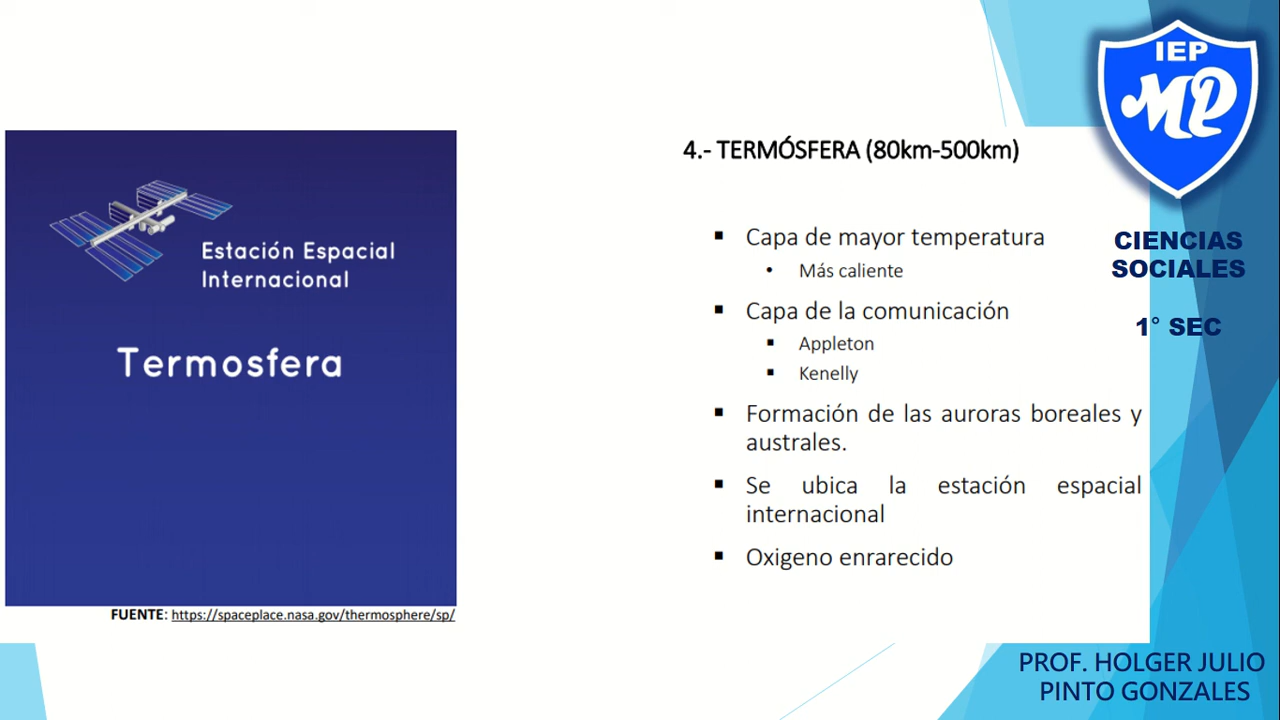 Estación Espacial
Internacional
Termosfera
FUENTE: https://spaceplace.nasa.gov/thermosphere/sp/
4.- TERMÓSFERA (80km-500km)
▪ Capa de mayor temperatura
• Más caliente
▪ Capa de la comunicación
▪ Appleton
▪ Kenelly
▪ Formación de las auroras boreales y
australes.
▪ Se ubica la estación espacial
internacional
▪ Oxigeno enrarecido
IEP
MP
CIENCIAS
SOCIALES
1° SEC
PROF. HOLGER JULIO
PINTO GONZALES